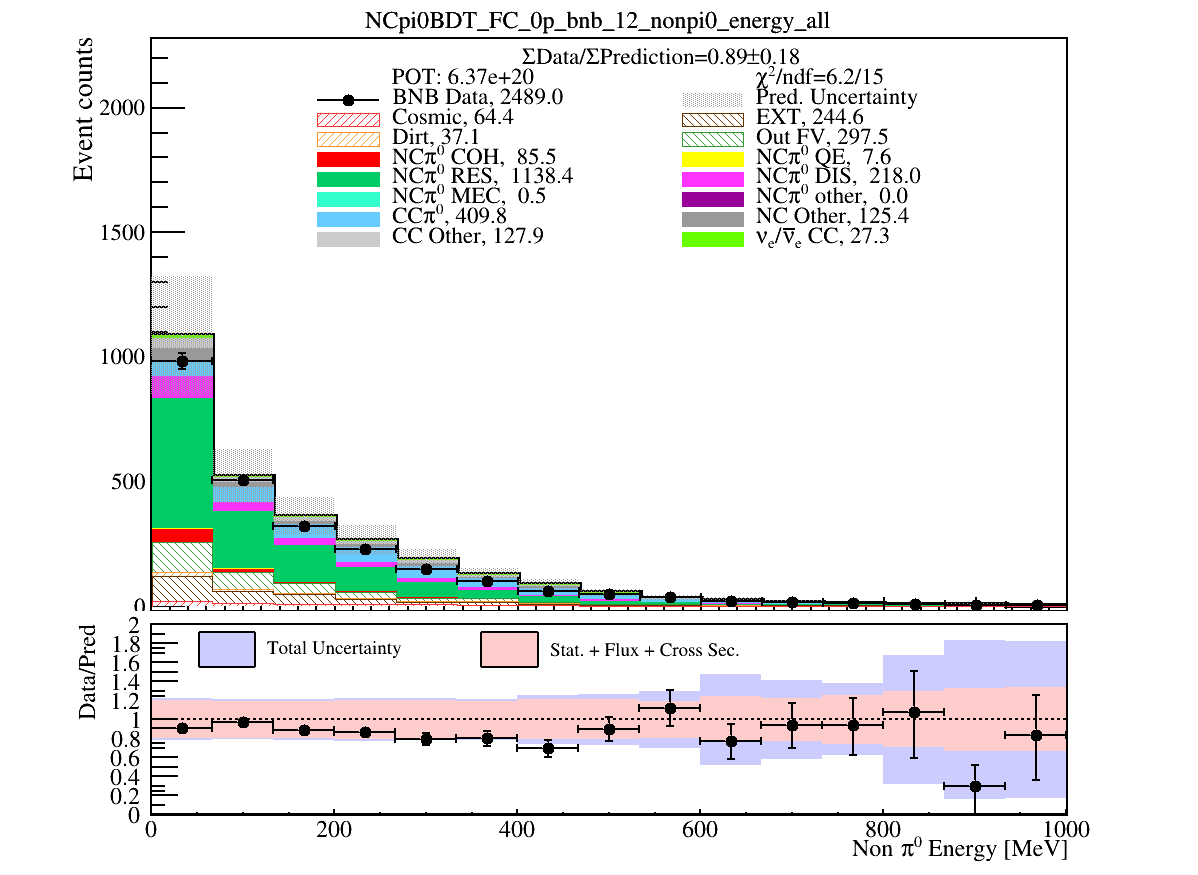 NCpi0BDT_FC_0p_bnb_12_nonpi0_energy_all
ΣData/ΣPrediction=0.89±0.18
POT: 6.37e+20
χ²/ndf=6.2/15
BNB Data, 2489.0
Pred. Uncertainty
Cosmic, 64.4
EXT, 244.6
Dirt, 37.1
Out FV, 297.5
NCπ⁰ COH, 85.5
NCπ⁰ QE, 7.6
NCπ⁰ RES, 1138.4
NCπ⁰ DIS, 218.0
NCπ⁰ MEC, 0.5
NCπ⁰ other, 0.0
CCπ⁰, 409.8
NC Other, 125.4
CC Other, 127.9
νₑ/ν̅ₑ CC, 27.3
Event counts
2000
1500
1000
500
0
Data/Pred
2
1.8
1.6
1.4
1.2
1
0.8
0.6
0.4
0.2
0
Total Uncertainty
Stat. + Flux + Cross Sec.
0 200 400 600 800 1000
Non π⁰ Energy [MeV]